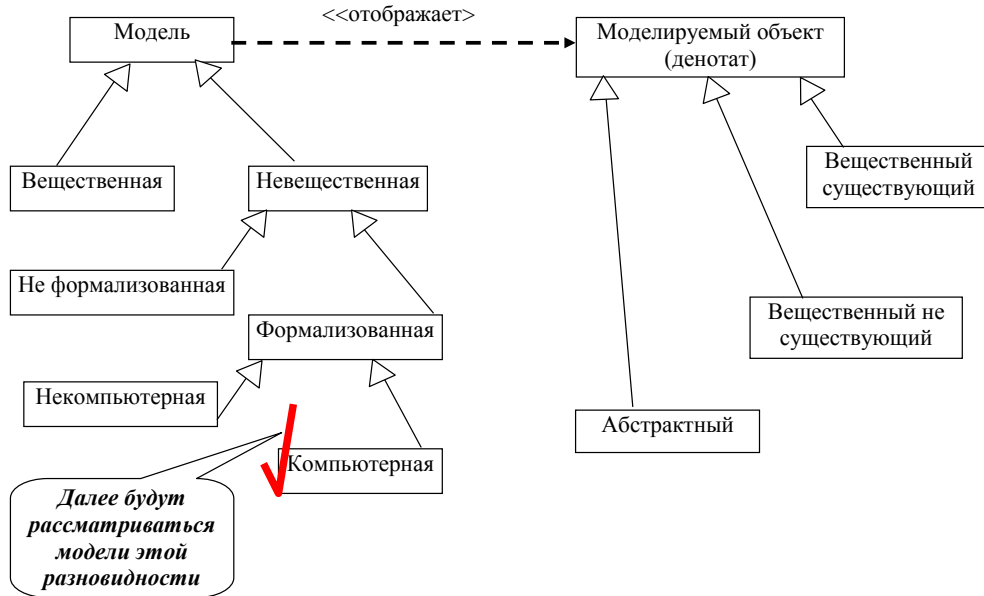 <<отображает>
Модель
Моделируемый объект
(денотат)
Вещественная
Невещественная
Вещественный
существующий
Не формализованная
Формализованная
Вещественный не
существующий
Некомпьютерная
Абстрактный
Компьютерная
Далее будут
рассматриваться
модели этой
разновидности